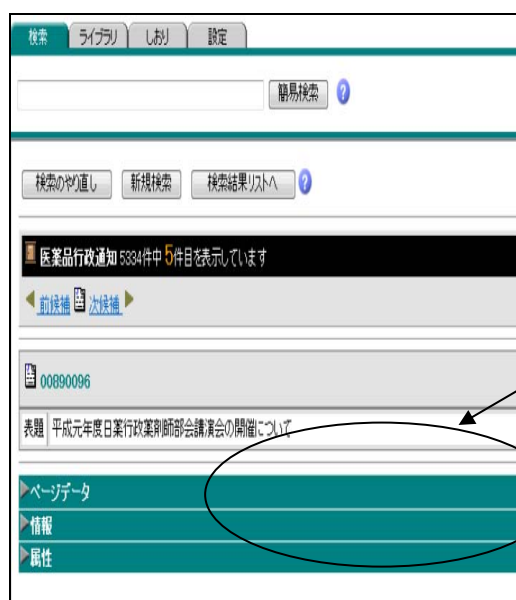 検索 ライブラリ しおり 設定
簡易検索 ?
検索のやり直し 新規検索 検索結果リストへ ?
医薬品行政通知 5334件中 5件目を表示しています
前候補 次候補
00890096
表題 平成元年度日薬行政薬剤師部会講演会の開催について
ページデータ
情報
属性